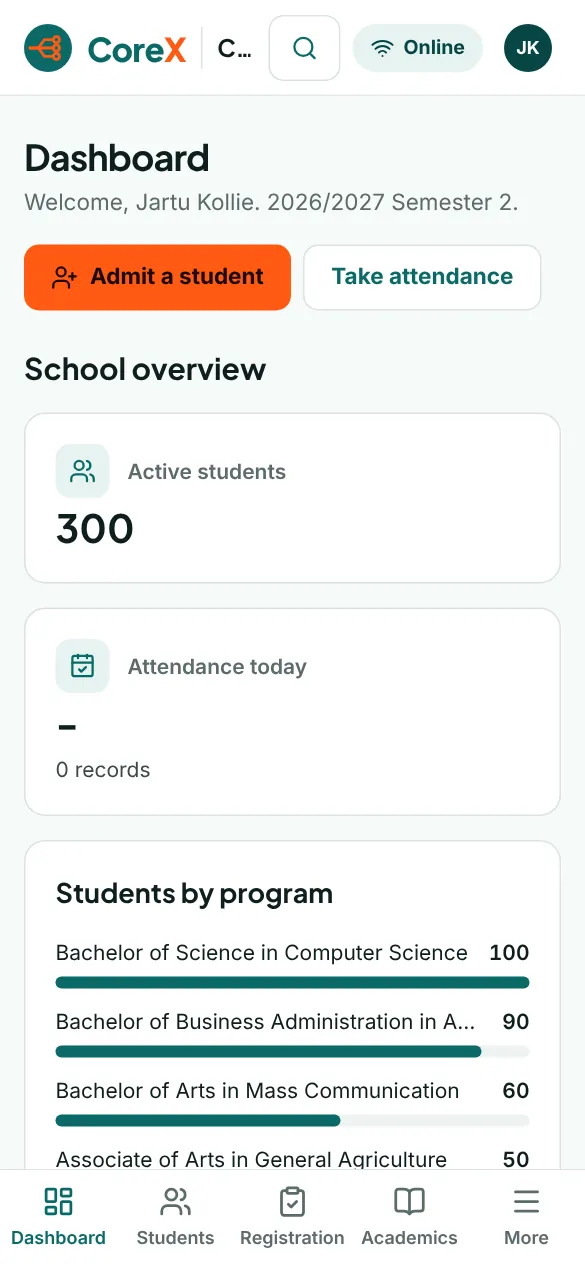 CoreX
C...
Online
JK
Dashboard
Welcome, Jartu Kollie. 2026/2027 Semester 2.
Admit a student
Take attendance
School overview
Active students
300
Attendance today
–
0 records
Students by program
Bachelor of Science in Computer Science 100
Bachelor of Business Administration in A... 90
Bachelor of Arts in Mass Communication 60
Associate of Arts in General Agriculture 50
Dashboard
Students
Registration
Academics
More